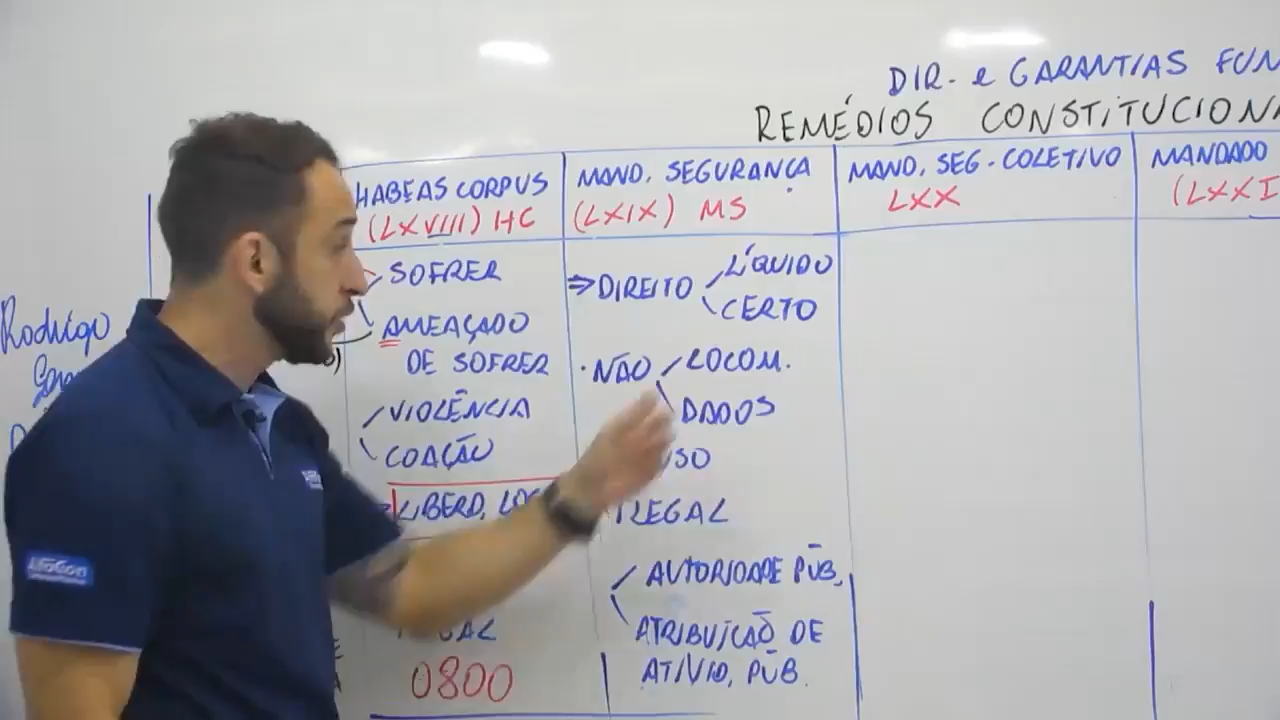 DIR- e GARANTIAS FUN
REMÉDIOS CONSTITUCIONA
HABEAS CORPUS
(LXVIII) HC
SOFRER
AMEAÇADO
DE SOFRER
VIOLÊNCIA
COAÇÃO
LIBERD, LOC
0800
MAND. SEGURANÇA
(LXIX) MS
⇒ DIREITO
LÍQUIDO
CERTO
· NÃO
LOCOM.
DADOS
USO
ILEGAL
AUTORIDADE PÚB,
ATRIBUIÇÃO DE
ATIVID, PÚB.
MAND, SEG-COLETIVO
LXX
MANDADO
(LXXI
Rodrigo
AlfaCon